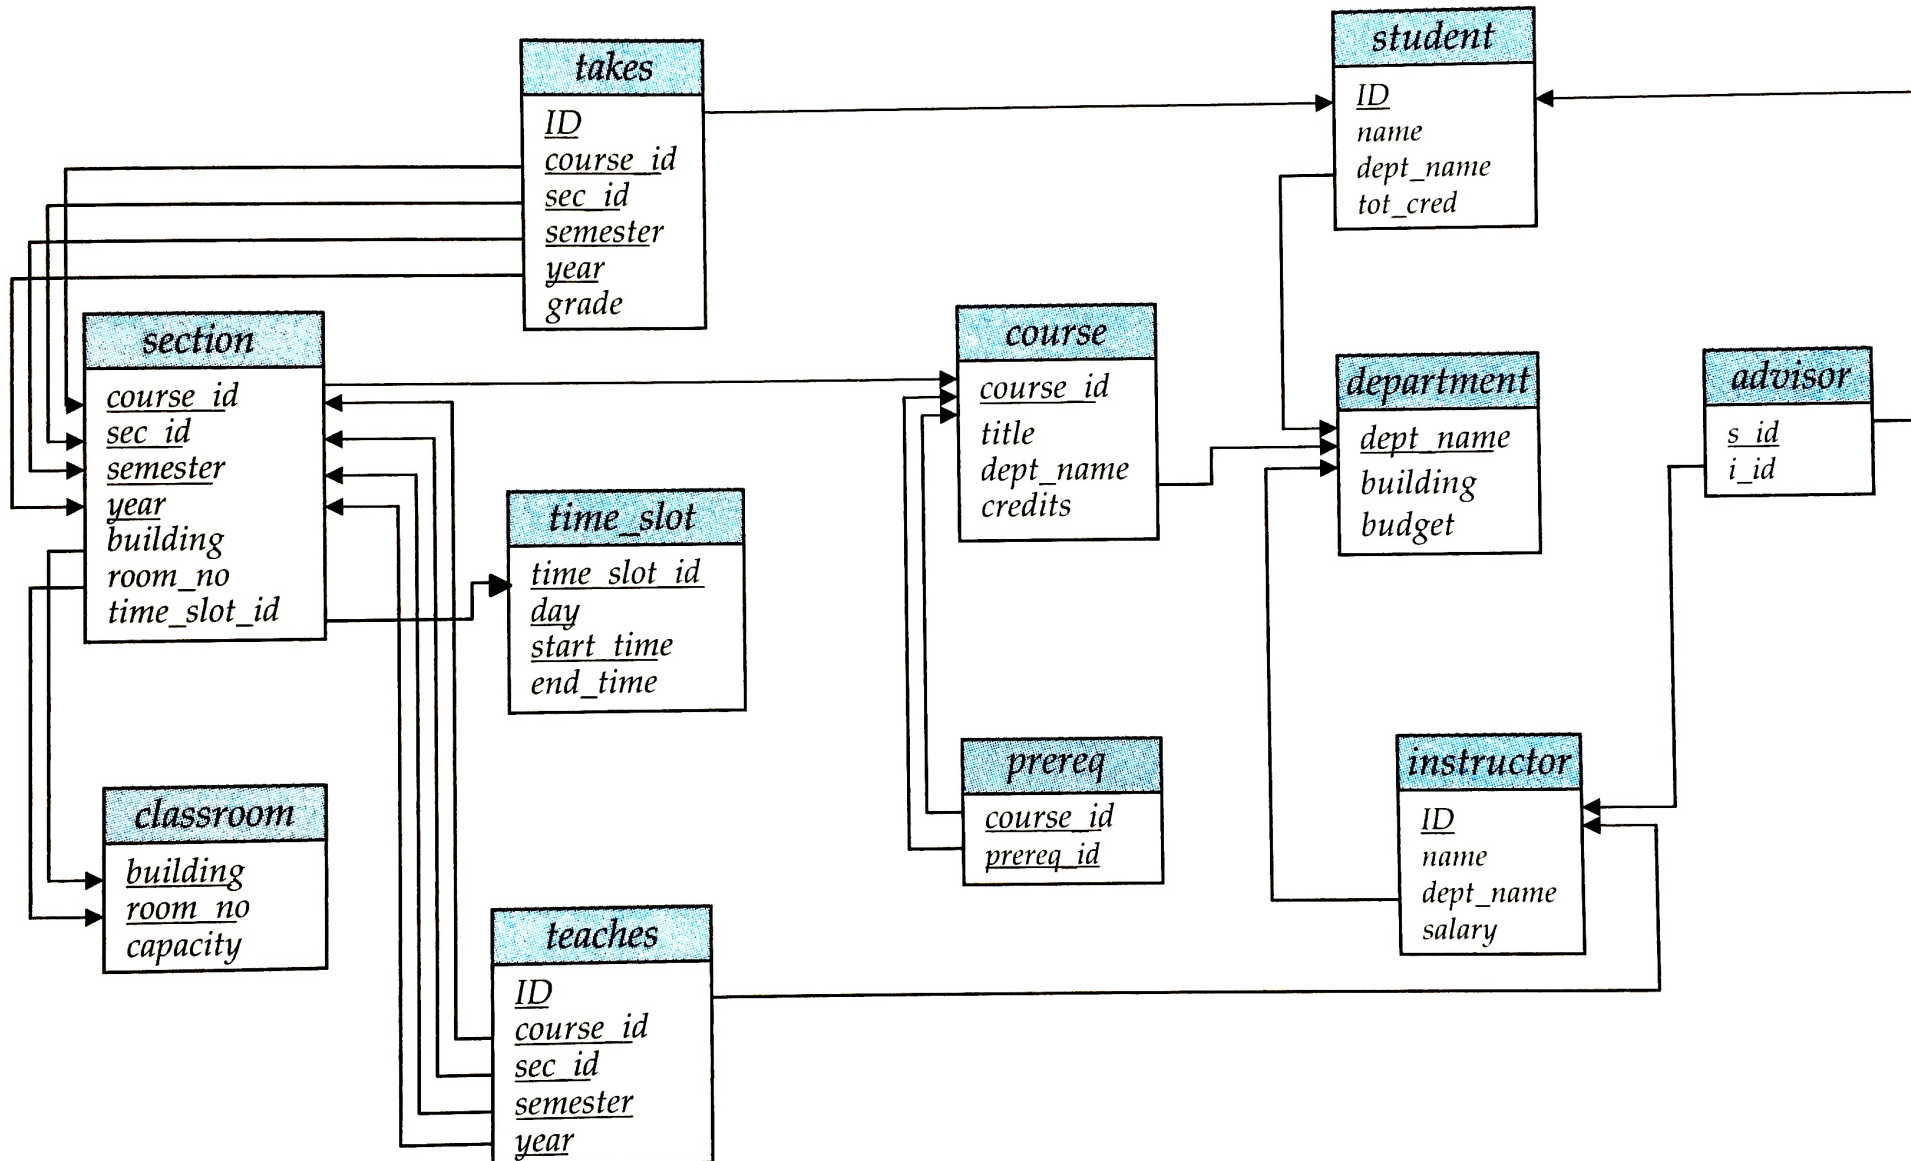 takes
ID
course_id
sec_id
semester
year
grade
student
ID
name
dept_name
tot_cred
section
course_id
sec_id
semester
year
building
room_no
time_slot_id
course
course_id
title
dept_name
credits
department
dept_name
building
budget
advisor
s_id
i_id
time_slot
time_slot_id
day
start_time
end_time
prereq
course_id
prereq_id
instructor
ID
name
dept_name
salary
classroom
building
room_no
capacity
teaches
ID
course_id
sec_id
semester
year